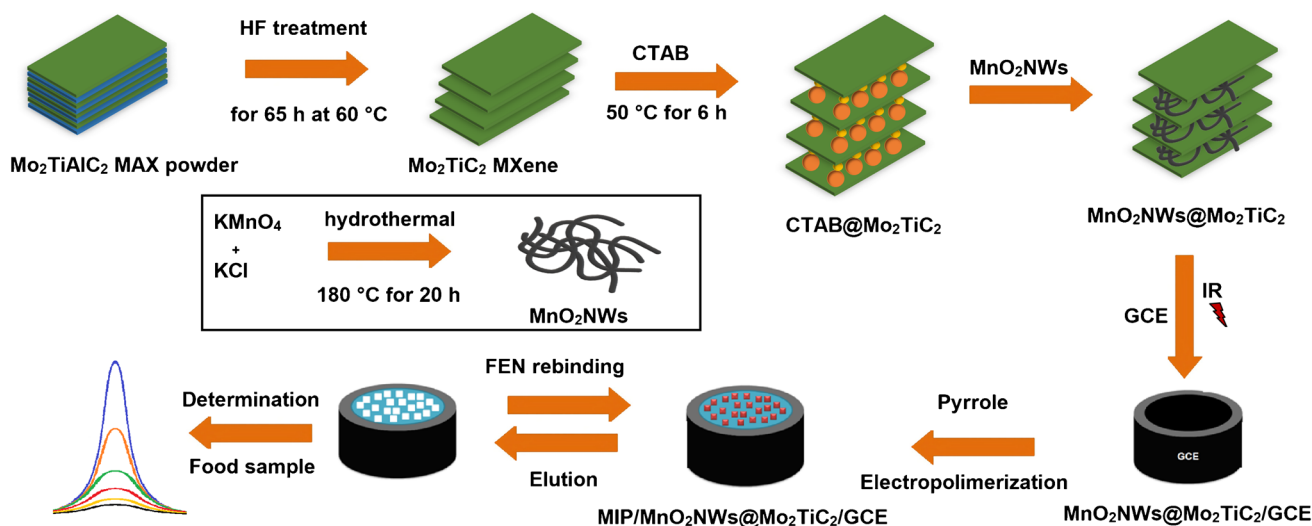 HF treatment
for 65 h at 60 °C
Mo₂TiAlC₂ MAX powder
Mo₂TiC₂ MXene
CTAB
50 °C for 6 h
CTAB@Mo₂TiC₂
MnO₂NWs
MnO₂NWs@Mo₂TiC₂
KMnO₄
+
KCl
hydrothermal
180 °C for 20 h
MnO₂NWs
GCE
IR
GCE
MnO₂NWs@Mo₂TiC₂/GCE
Pyrrole
Electropolimerization
MIP/MnO₂NWs@Mo₂TiC₂/GCE
FEN rebinding
Elution
Determination
Food sample